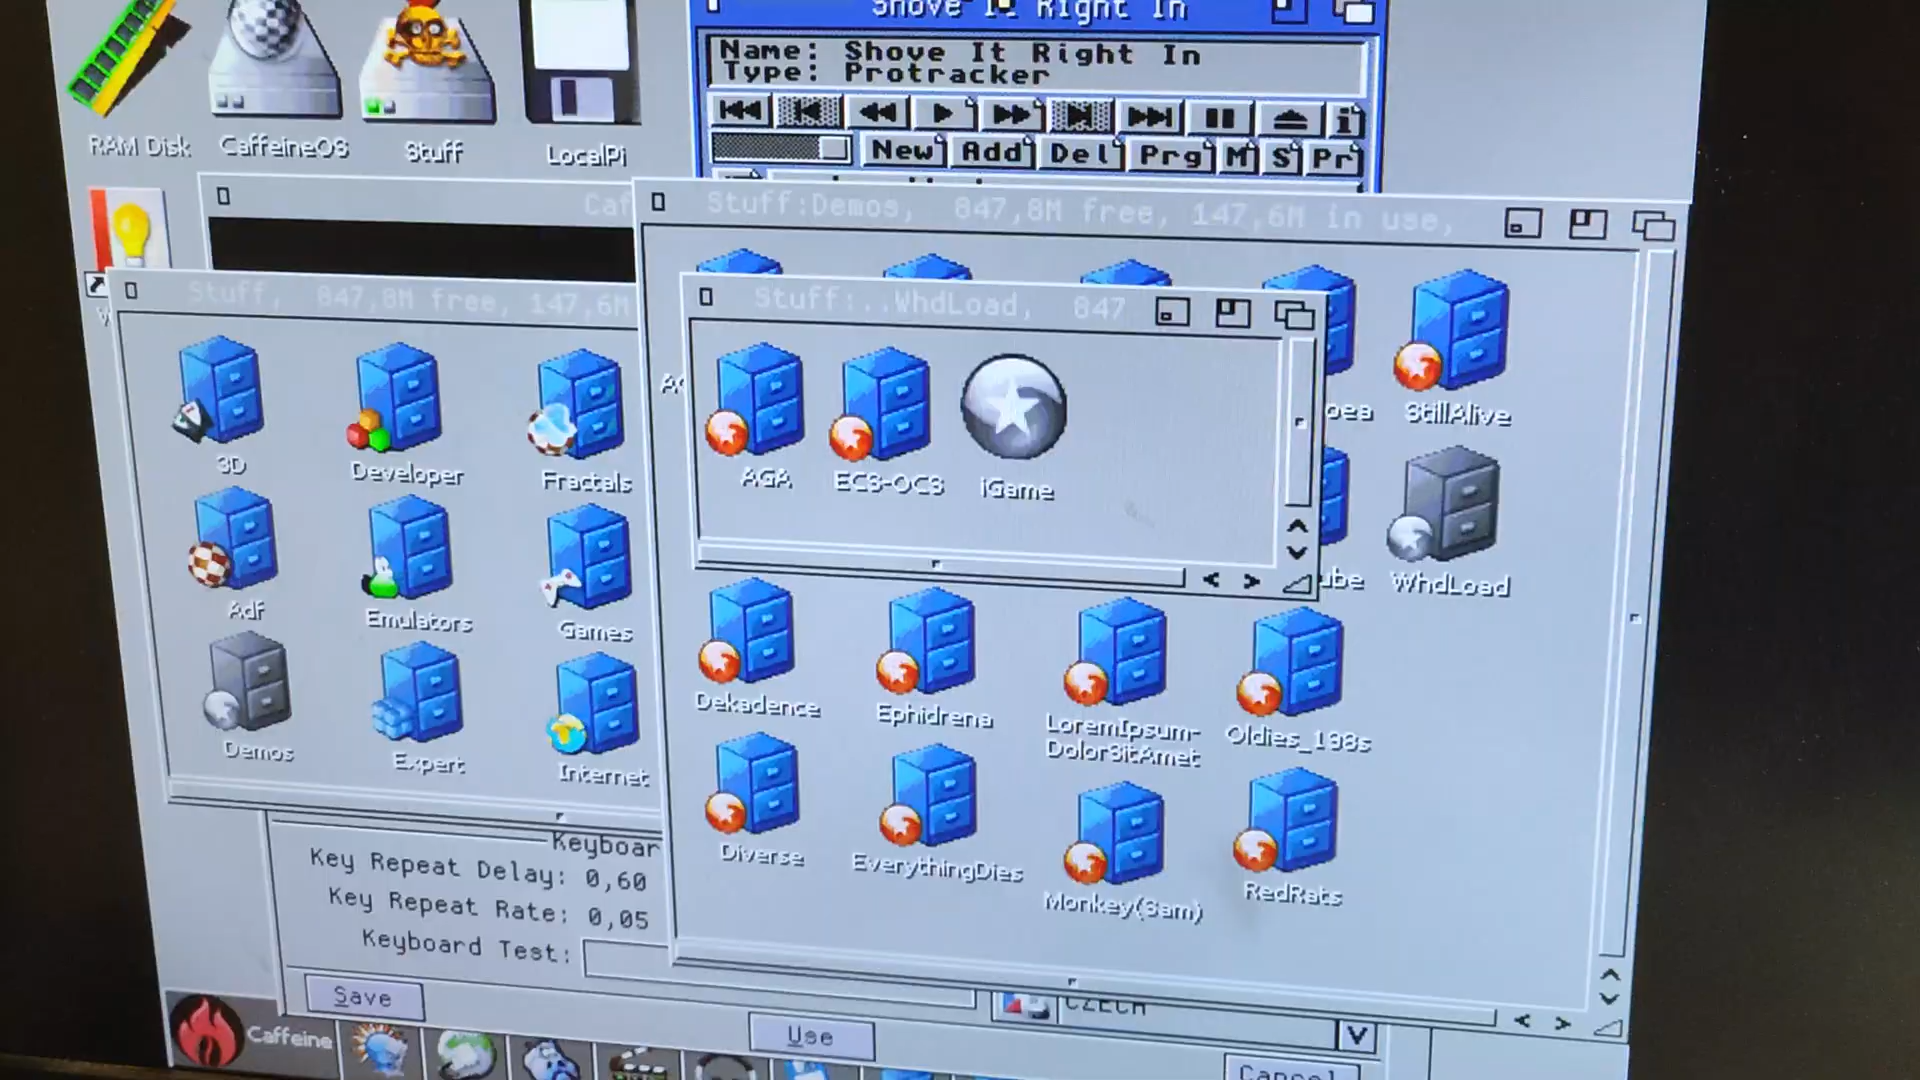 Shove It Right In
Name: Shove It Right In
Type: Protracker
New Add Del Prg M S Pr
RAM Disk
CaffeineOS
Stuff
LocalPi
Caf
Stuff:Demos, 847,8M free, 147,6M in use,
Stuff, 847,8M free, 147,6M
Stuff:..WhdLoad, 847
3D
Developer
Fractals
AGA
ECS-OCS
iGame
StillAlive
Adf
Emulators
Games
WhdLoad
Demos
Expert
Internet
Dekadence
Ephidrena
LoremIpsum-
DolorSitAmet
Oldies_198s
Diverse
EverythingDies
Monkey(Sam)
RedRats
Keyboar
Key Repeat Delay: 0,60
Key Repeat Rate: 0,05
Keyboard Test:
Save
Use
CZECH
Cancel
Caffeine